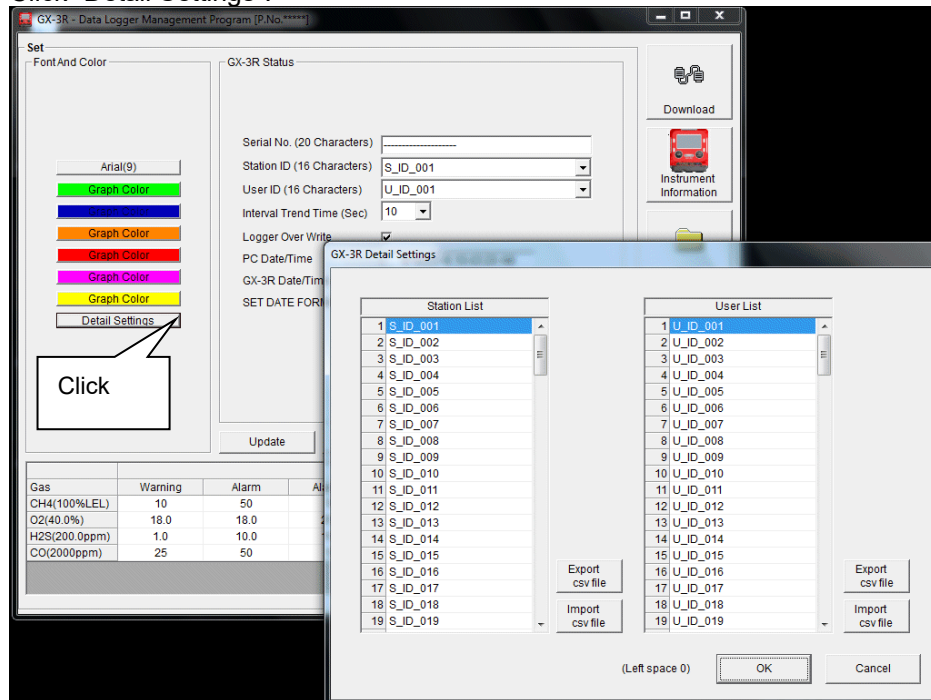 GX-3R - Data Logger Management Program [P.No.*****]
Set
Font And Color
GX-3R Status
Download
Serial No. (20 Characters) --------------------
Arial(9)
Station ID (16 Characters) S_ID_001
Instrument
Information
Graph Color
User ID (16 Characters) U_ID_001
Interval Trend Time (Sec) 10
Graph Color
Logger Over Write
Graph Color
PC Date/Time
Graph Color
GX-3R Date/Tim
Graph Color
SET DATE FOR
Detail Settings
Click
Update
Gas Warning Alarm
CH4(100%LEL) 10 50
O2(40.0%) 18.0 18.0
H2S(200.0ppm) 1.0 10.0
CO(2000ppm) 25 50
GX-3R Detail Settings
Station List
1 S_ID_001
2 S_ID_002
3 S_ID_003
4 S_ID_004
5 S_ID_005
6 S_ID_006
7 S_ID_007
8 S_ID_008
9 S_ID_009
10 S_ID_010
11 S_ID_011
12 S_ID_012
13 S_ID_013
14 S_ID_014
15 S_ID_015
16 S_ID_016
17 S_ID_017
18 S_ID_018
19 S_ID_019
Export
csv file
Import
csv file
User List
1 U_ID_001
2 U_ID_002
3 U_ID_003
4 U_ID_004
5 U_ID_005
6 U_ID_006
7 U_ID_007
8 U_ID_008
9 U_ID_009
10 U_ID_010
11 U_ID_011
12 U_ID_012
13 U_ID_013
14 U_ID_014
15 U_ID_015
16 U_ID_016
17 U_ID_017
18 U_ID_018
19 U_ID_019
Export
csv file
Import
csv file
(Left space 0)
OK
Cancel